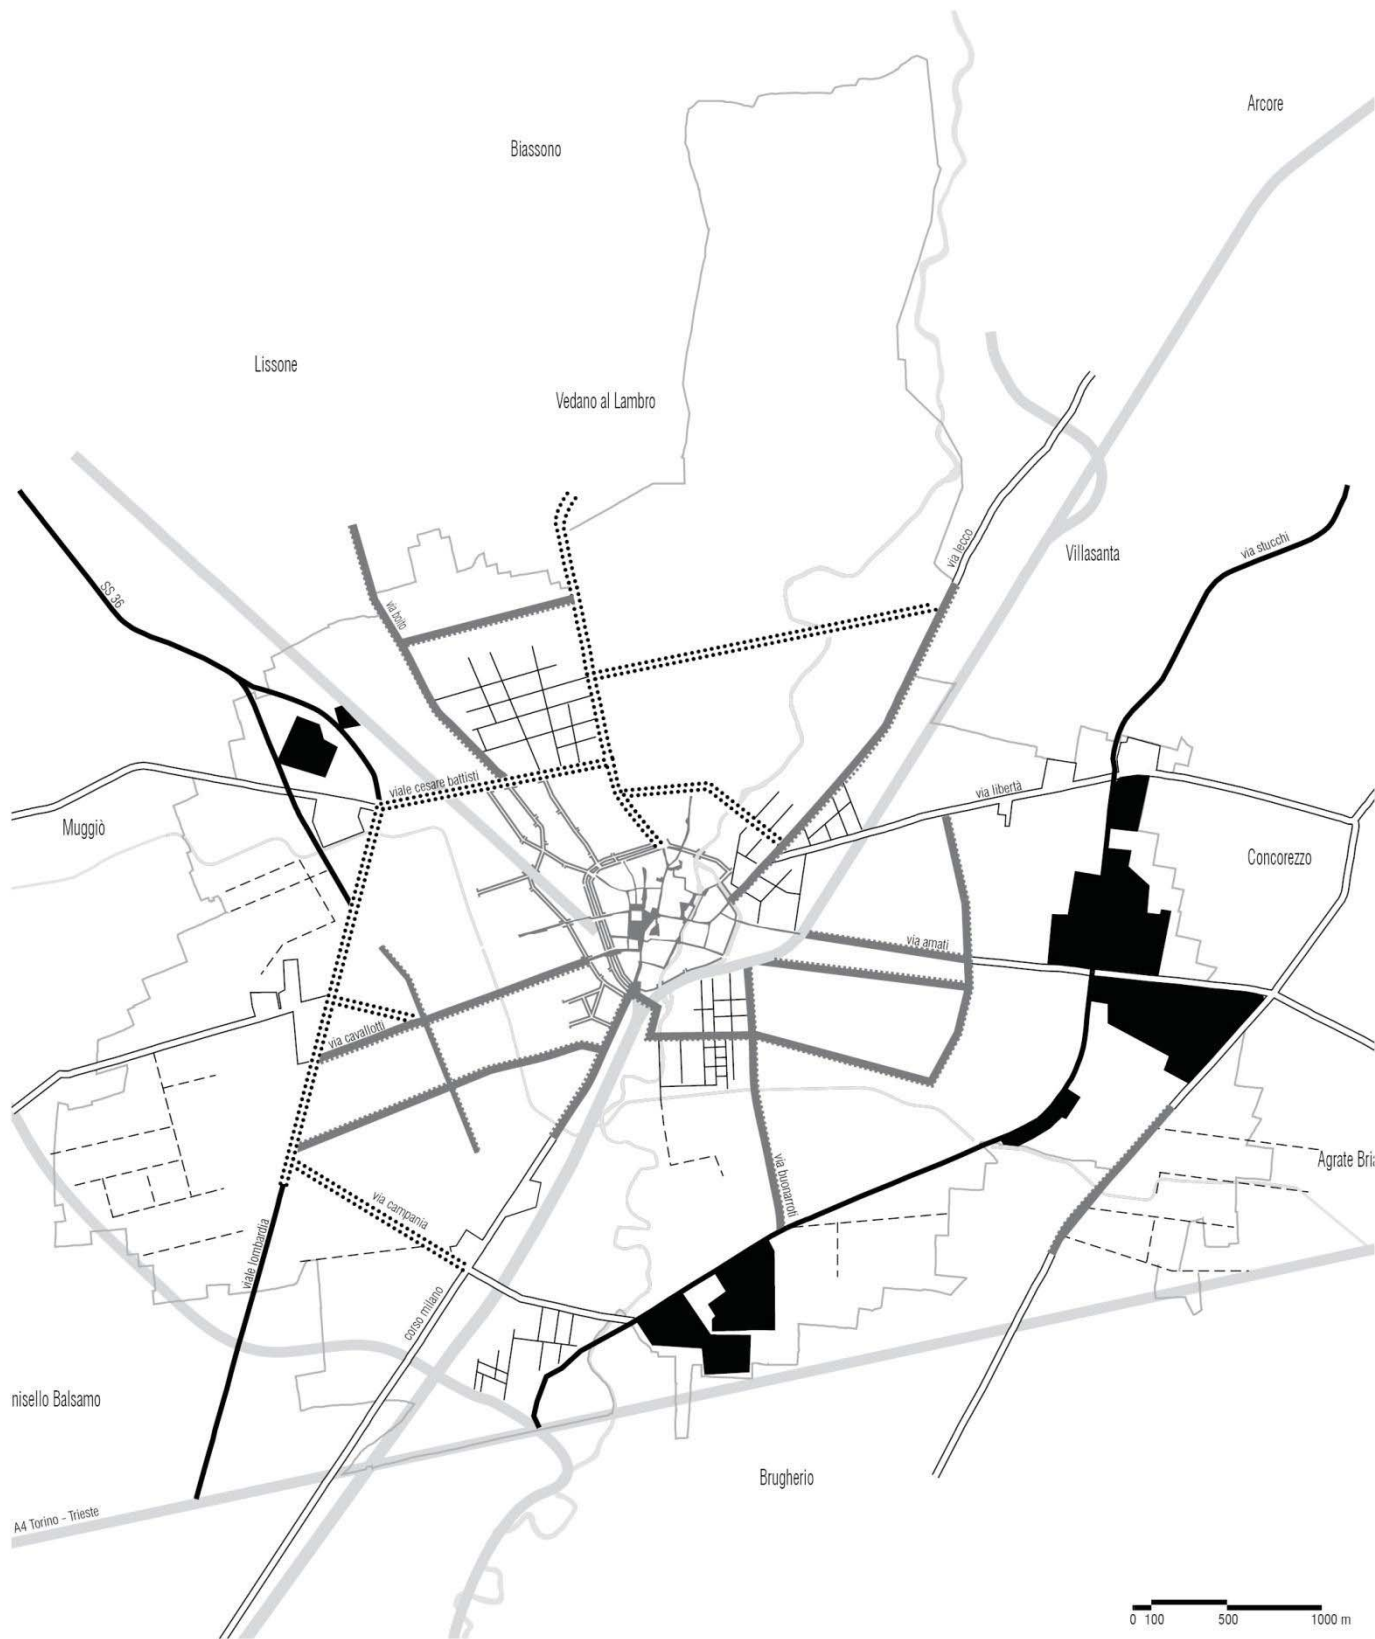 Arcore
Biassono
Lissone
Vedano al Lambro
via lecco
Villasanta
via stucchi
SS 36
via boito
viale cesare battisti
via libertà
Muggiò
Concorezzo
via amati
via cavallotti
Agrate Bria
via buonarroti
via campania
viale lombardia
corso milano
nisello Balsamo
Brugherio
A4 Torino - Trieste
0 100 500 1000 m